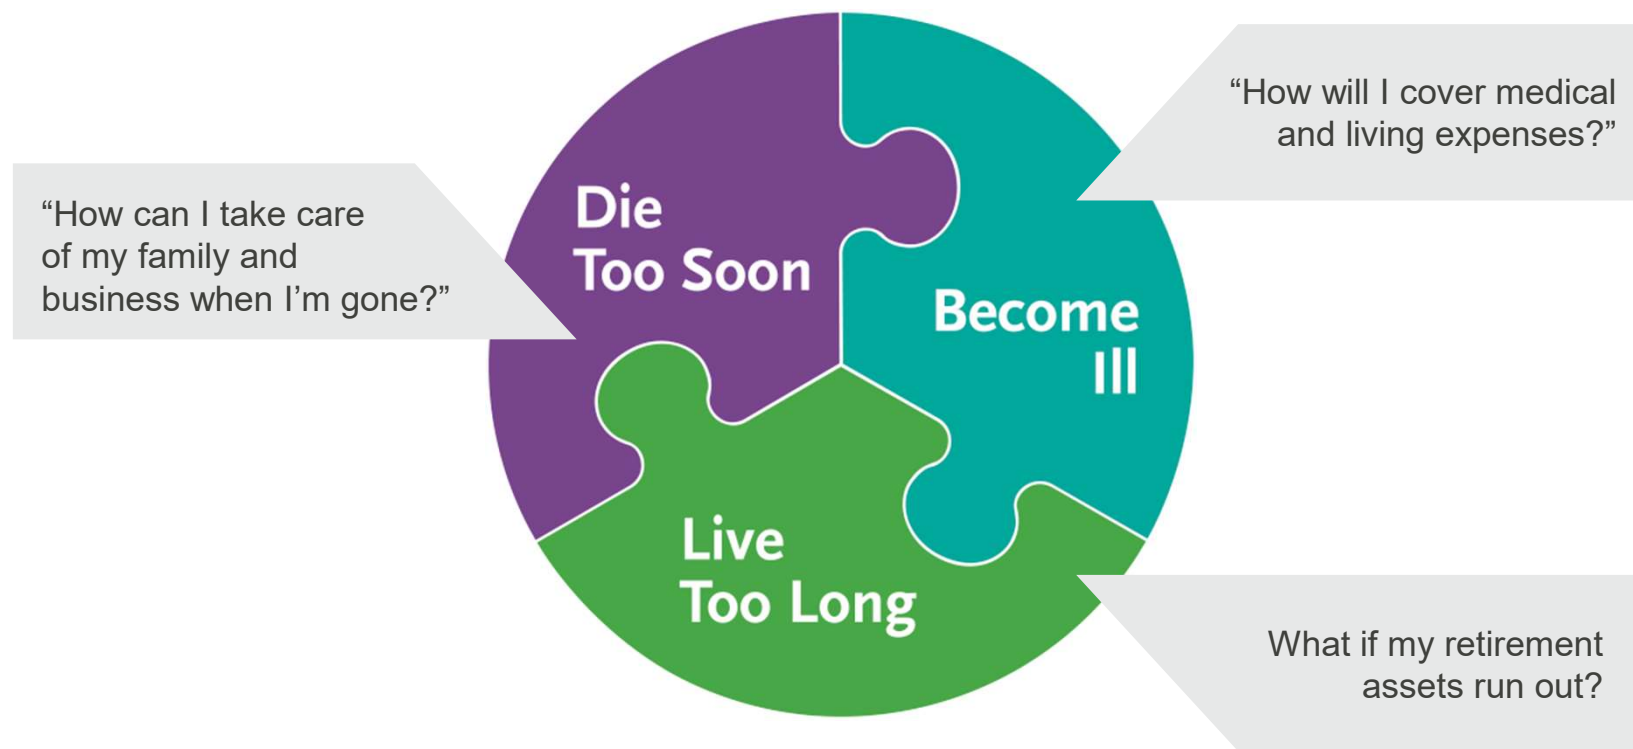 “How will I cover medical
and living expenses?”
“How can I take care
of my family and
business when I’m gone?”
Die
Too Soon
Become
Ill
Live
Too Long
What if my retirement
assets run out?